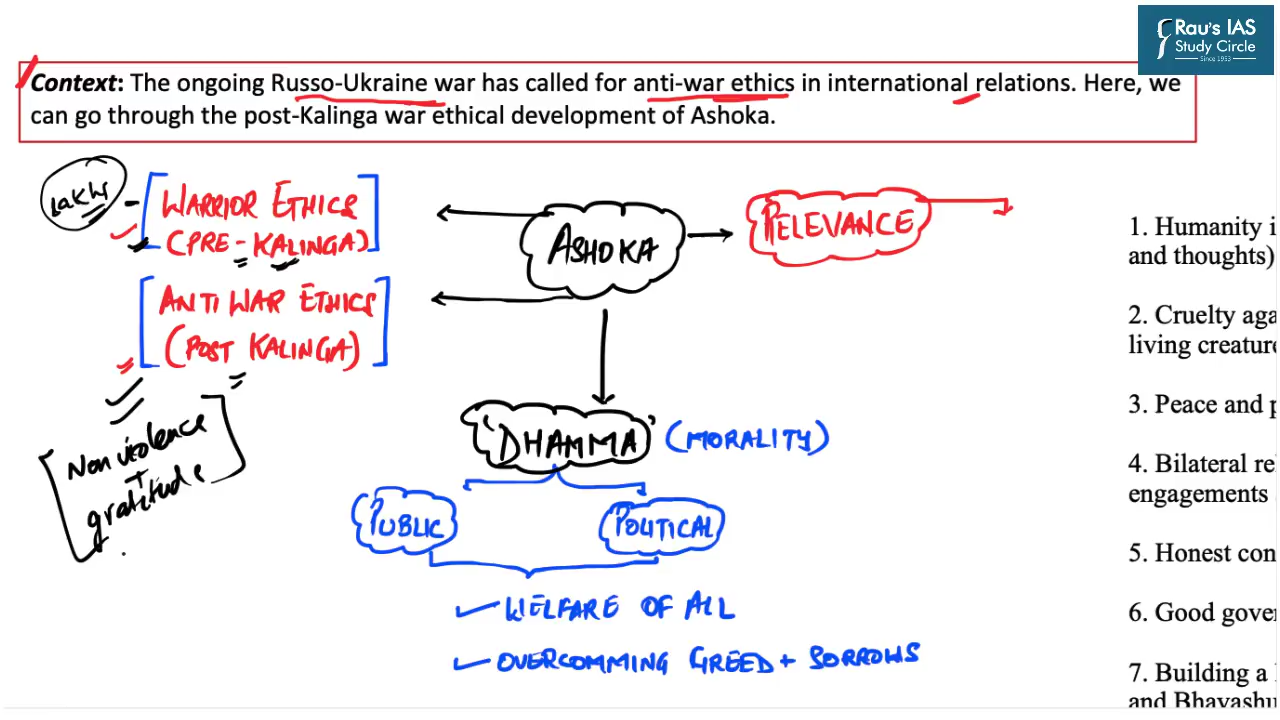 Rau's IAS
Study Circle
Since 1953
Context: The ongoing Russo-Ukraine war has called for anti-war ethics in international relations. Here, we
can go through the post-Kalinga war ethical development of Ashoka.
Lakhs
WARRIOR ETHICS
(PRE - KALINGA)
ANTI WAR ETHICS
(POST KALINGA)
Non violence
+
gratitude
ASHOKA
RELEVANCE
'DHAMMA' (MORALITY)
PUBLIC
POLITICAL
WELFARE OF ALL
OVERCOMMING GREED + SORROWS
1. Humanity i
and thoughts)
2. Cruelty aga
living creature
3. Peace and p
4. Bilateral rel
engagements
5. Honest con
6. Good gover
7. Building a
and Bhavashu